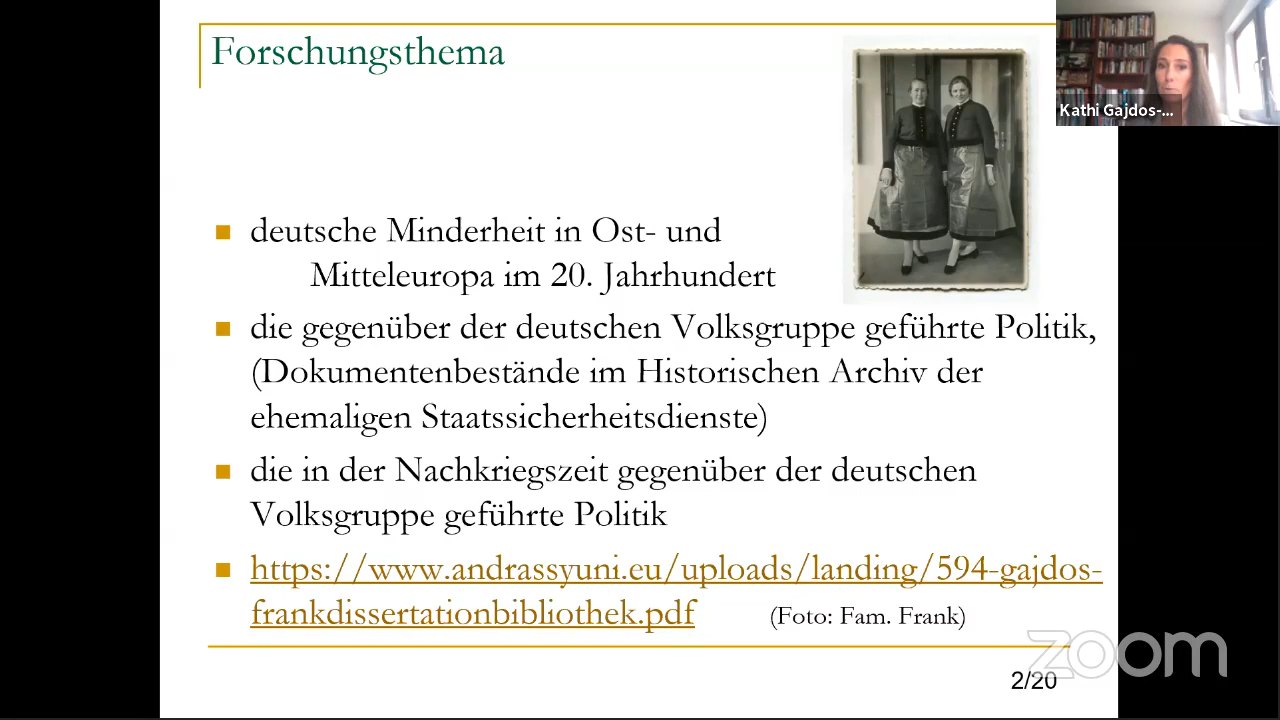 Forschungsthema
Kathi Gajdos-...
deutsche Minderheit in Ost- und
Mitteleuropa im 20. Jahrhundert
die gegenüber der deutschen Volksgruppe geführte Politik,
(Dokumentenbestände im Historischen Archiv der
ehemaligen Staatssicherheitsdienste)
die in der Nachkriegszeit gegenüber der deutschen
Volksgruppe geführte Politik
https://www.andrassyuni.eu/uploads/landing/594-gajdos-
frankdissertationbibliothek.pdf (Foto: Fam. Frank)
zoom
2/20